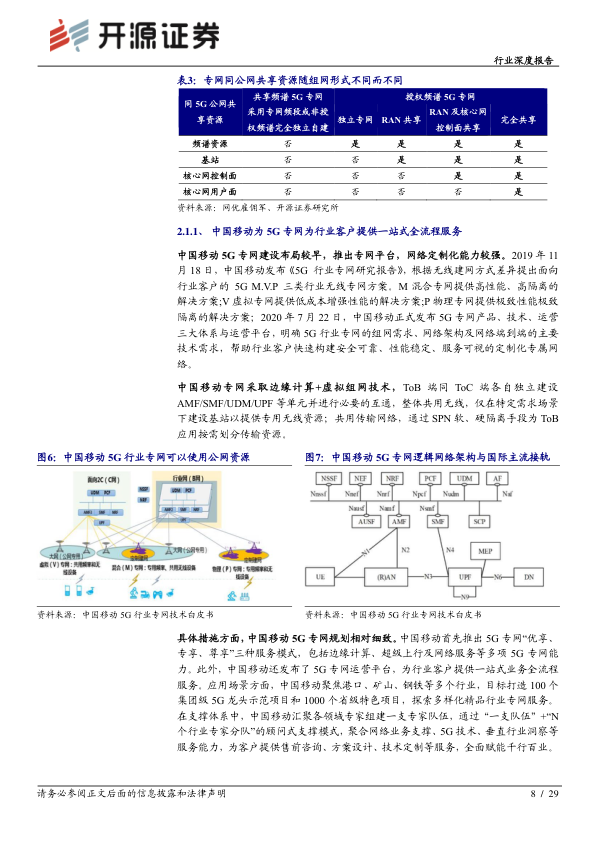 开源证券
行业深度报告
表3：专网同公网共享资源随组网形式不同而不同
同 5G 公网共享资源
共享频谱 5G 专网
授权频谱 5G 专网
采用专网频段或非授权频谱完全独立自建
独立专网 RAN 共享 RAN 及核心网控制面共享 完全共享
频谱资源 否 是 是 是 是
基站 否 否 是 是 是
核心网控制面 否 否 否 是 是
核心网用户面 否 否 否 否 是
资料来源：网优雇佣军、开源证券研究所
2.1.1、 中国移动为 5G 专网为行业客户提供一站式全流程服务
中国移动 5G 专网建设布局较早，推出专网平台，网络定制化能力较强。2019 年 11
月 18 日，中国移动发布《5G 行业专网研究报告》，根据无线建网方式差异提出面向
行业客户的 5G M.V.P 三类行业无线专网方案。M 混合专网提供高性能、高隔离的
解决方案;V 虚拟专网提供低成本增强性能的解决方案;P 物理专网提供极致性能极致
隔离的解决方案；2020 年 7 月 22 日，中国移动正式发布 5G 专网产品、技术、运营
三大体系与运营平台，明确 5G 行业专网的组网需求、网络架构及网络端到端的主要
技术需求，帮助行业客户快速构建安全可靠、性能稳定、服务可视的定制化专属网
络。
中国移动专网采取边缘计算+虚拟组网技术，ToB 端同 ToC 端各自独立建设
AMF/SMF/UDM/UPF 等单元并进行必要的互通，整体共用无线，仅在特定需求场景
下建设基站以提供专用无线资源；共用传输网络，通过 SPN 软、硬隔离手段为 ToB
应用按需划分传输资源。
图6：中国移动 5G 行业专网可以使用公网资源
面向2C（C网）
行业网（B网）
UDM PCF
NSSF
NRF
UDM PCF
AMF SMF
UPF
AMF SMF
UPF
大网（公网专用）
大网（公网专用）
虚拟（V）专网：共用频率和无线设备
混合（M）专网：专用频率、共用无线设备
物理（P）专网：专用频率和无线设备
图7：中国移动 5G 专网逻辑网络架构与国际主流接轨
NSSF NEF NRF PCF UDM AF
Nnssf Nnef Nnrf Npcf Nudm Naf
Nausf Namf Nsmf
AUSF AMF SMF SCP
N1 N2 N4 MEP
UE (R)AN N3 UPF N6 DN
N9
资料来源：中国移动 5G 行业专网技术白皮书
资料来源：中国移动 5G 行业专网技术白皮书
具体措施方面，中国移动 5G 专网规划相对细致。中国移动首先推出 5G 专网“优享、
专享、尊享”三种服务模式，包括边缘计算、超级上行及网络服务等多项 5G 专网能
力。此外，中国移动还发布了 5G 专网运营平台，为行业客户提供一站式业务全流程
服务。应用场景方面，中国移动聚焦港口、矿山、钢铁等多个行业，目标打造 100 个
集团级 5G 龙头示范项目和 1000 个省级特色项目，探索多样化精品行业专网服务。
在支撑体系中，中国移动汇聚各领域专家组建一支专家队伍，通过“一支队伍”+“N
个行业专家分队”的顾问式支撑模式，聚合网络业务支撑、5G 技术、垂直行业洞察等
服务能力，为客户提供售前咨询、方案设计、技术定制等服务，全面赋能千行百业。
请务必参阅正文后面的信息披露和法律声明
8 / 29